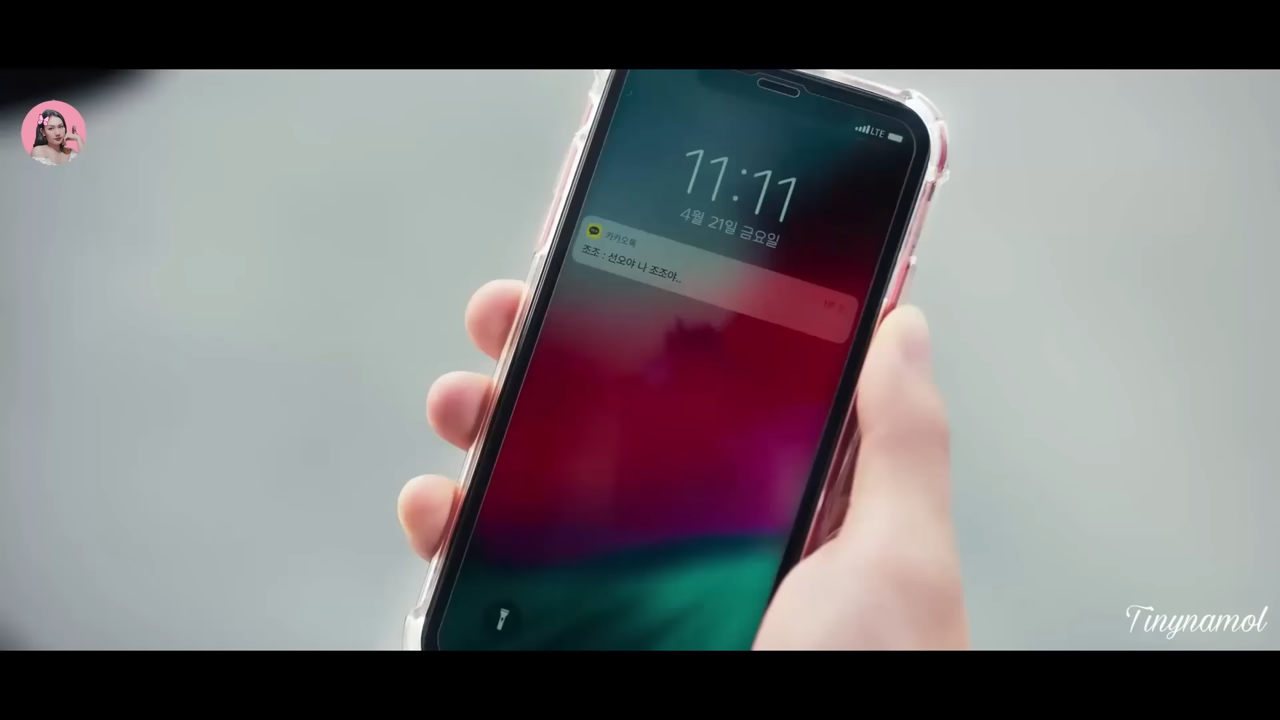 LTE
11:11
4월 21일 금요일
카카오톡
조조 : 선오야 나 조조야..
Tinynamol